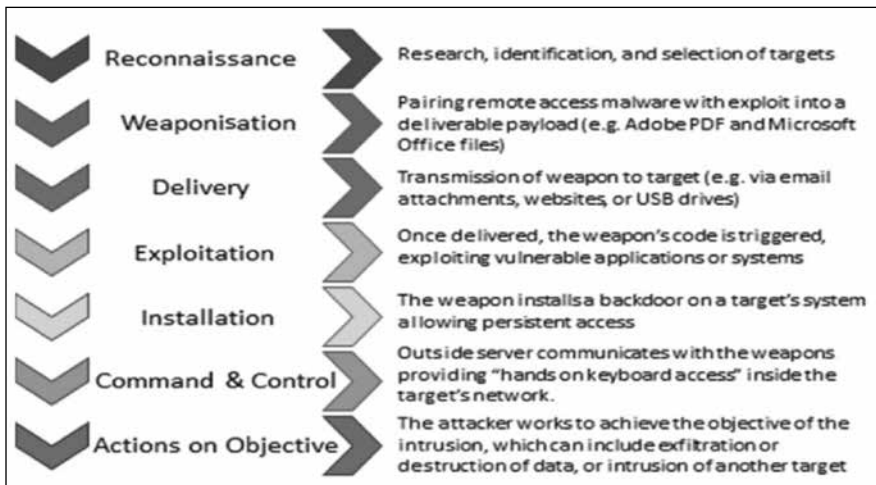 Reconnaissance
Research, identification, and selection of targets
Weaponisation
Pairing remote access malware with exploit into a
deliverable payload (e.g. Adobe PDF and Microsoft
Office files)
Delivery
Transmission of weapon to target (e.g. via email
attachments, websites, or USB drives)
Exploitation
Once delivered, the weapon's code is triggered,
exploiting vulnerable applications or systems
Installation
The weapon installs a backdoor on a target's system
allowing persistent access
Command & Control
Outside server communicates with the weapons
providing "hands on keyboard access" inside the
target's network.
Actions on Objective
The attacker works to achieve the objective of the
intrusion, which can include exfiltration or
destruction of data, or intrusion of another target